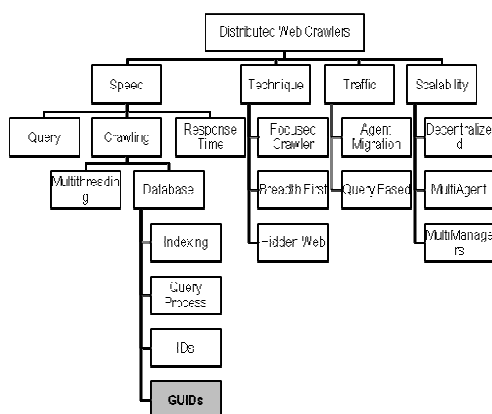 Distributed Web Crawlers
Speed
Technique
Traffic
Scalability
Query
Crawling
Response
Time
Focused
Crawler
Agent
Migration
Decentralize
d
Multithreadin
g
Database
Breadth First
Query Based
MultiAgent
Indexing
Hidden Web
MultiManage
rs
Query
Process
IDs
GUIDs